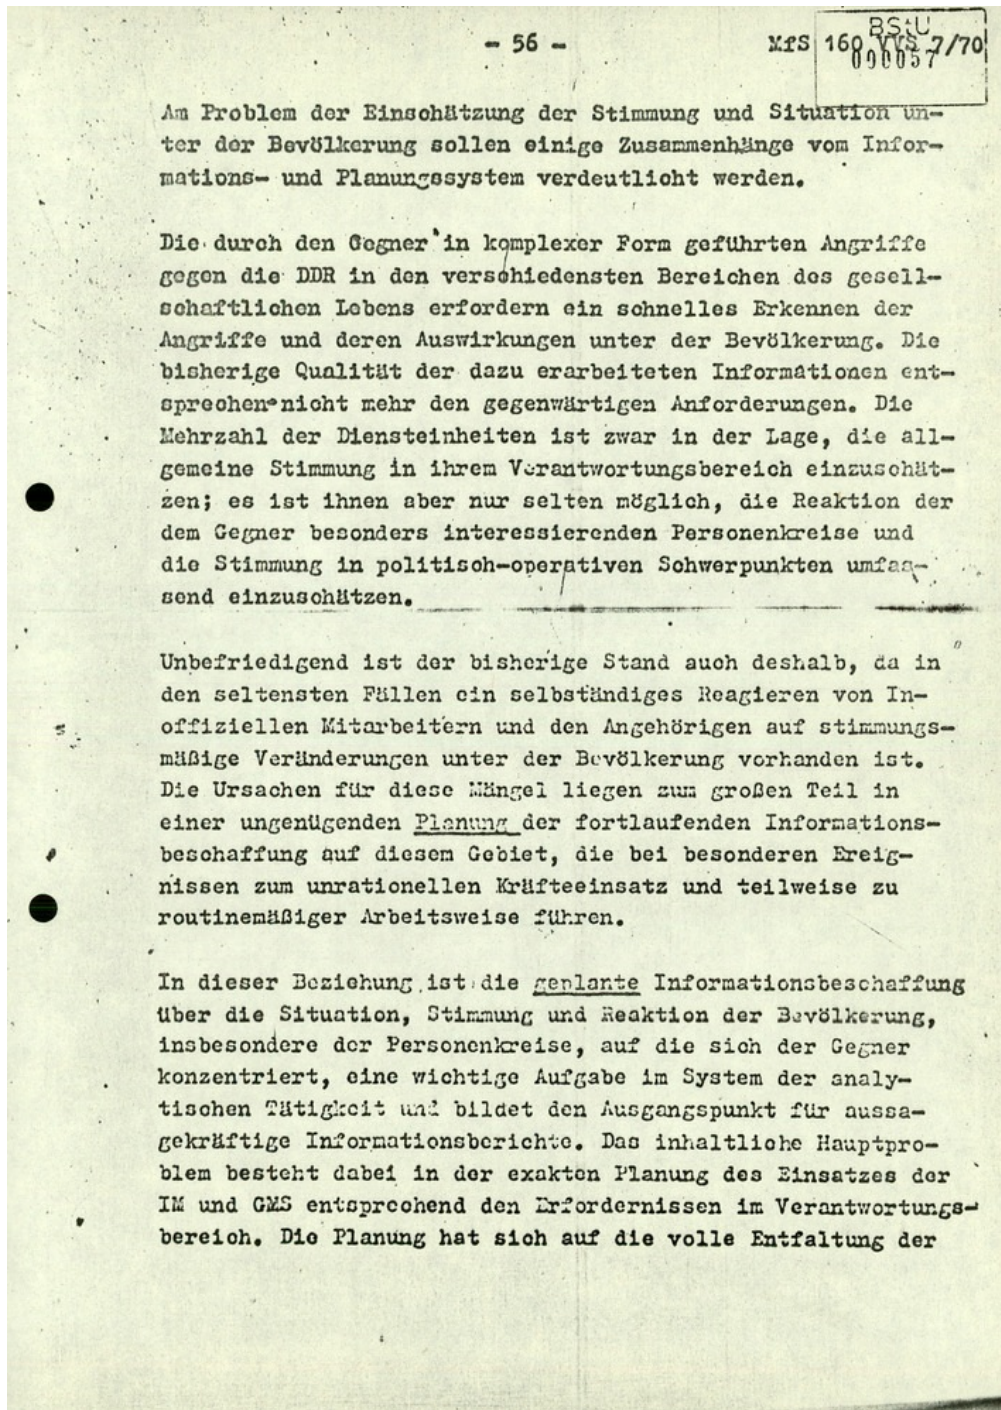 BStU
- 56 - MfS 160 VVS 7/70
000057
Am Problem der Einschätzung der Stimmung und Situation un-
ter der Bevölkerung sollen einige Zusammenhänge vom Infor-
mations- und Planungssystem verdeutlicht werden.
Die durch den Gegner in komplexer Form geführten Angriffe
gegen die DDR in den verschiedensten Bereichen des gesell-
schaftlichen Lebens erfordern ein schnelles Erkennen der
Angriffe und deren Auswirkungen unter der Bevölkerung. Die
bisherige Qualität der dazu erarbeiteten Informationen ent-
sprechen nicht mehr den gegenwärtigen Anforderungen. Die
Mehrzahl der Diensteinheiten ist zwar in der Lage, die all-
gemeine Stimmung in ihrem Verantwortungsbereich einzuschät-
zen; es ist ihnen aber nur selten möglich, die Reaktion der
dem Gegner besonders interessierenden Personenkreise und
die Stimmung in politisch-operativen Schwerpunkten umfas-
send einzuschätzen.
Unbefriedigend ist der bisherige Stand auch deshalb, da in
den seltensten Fällen ein selbständiges Reagieren von In-
offiziellen Mitarbeitern und den Angehörigen auf stimmungs-
mäßige Veränderungen unter der Bevölkerung vorhanden ist.
Die Ursachen für diese Mängel liegen zum großen Teil in
einer ungenügenden Planung der fortlaufenden Informations-
beschaffung auf diesem Gebiet, die bei besonderen Ereig-
nissen zum unrationellen Kräfteeinsatz und teilweise zu
routinemäßiger Arbeitsweise führen.
In dieser Beziehung ist die geplante Informationsbeschaffung
über die Situation, Stimmung und Reaktion der Bevölkerung,
insbesondere der Personenkreise, auf die sich der Gegner
konzentriert, eine wichtige Aufgabe im System der analy-
tischen Tätigkeit und bildet den Ausgangspunkt für aussa-
gekräftige Informationsberichte. Das inhaltliche Hauptpro-
blem besteht dabei in der exakten Planung des Einsatzes der
IM und GMS entsprechend den Erfordernissen im Verantwortungs-
bereich. Die Planung hat sich auf die volle Entfaltung der